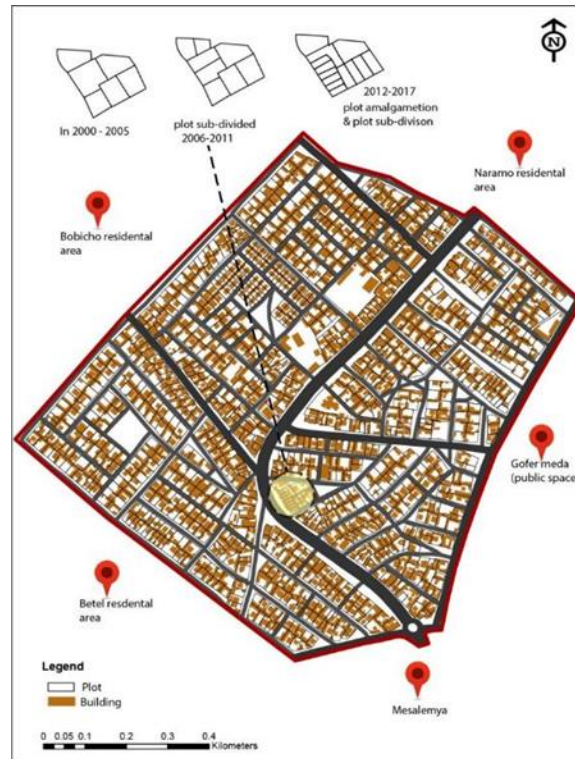 N
In 2000 - 2005
plot sub-divided
2006-2011
2012-2017
plot amalgametion
& plot sub-divison
Naramo residental
area
Bobicho residental
area
Gofer meda
(public space
Betel resdental
area
Mesalemya
Legend
Plot
Building
0 0.05 0.1 0.2 0.3 0.4
Kilometers